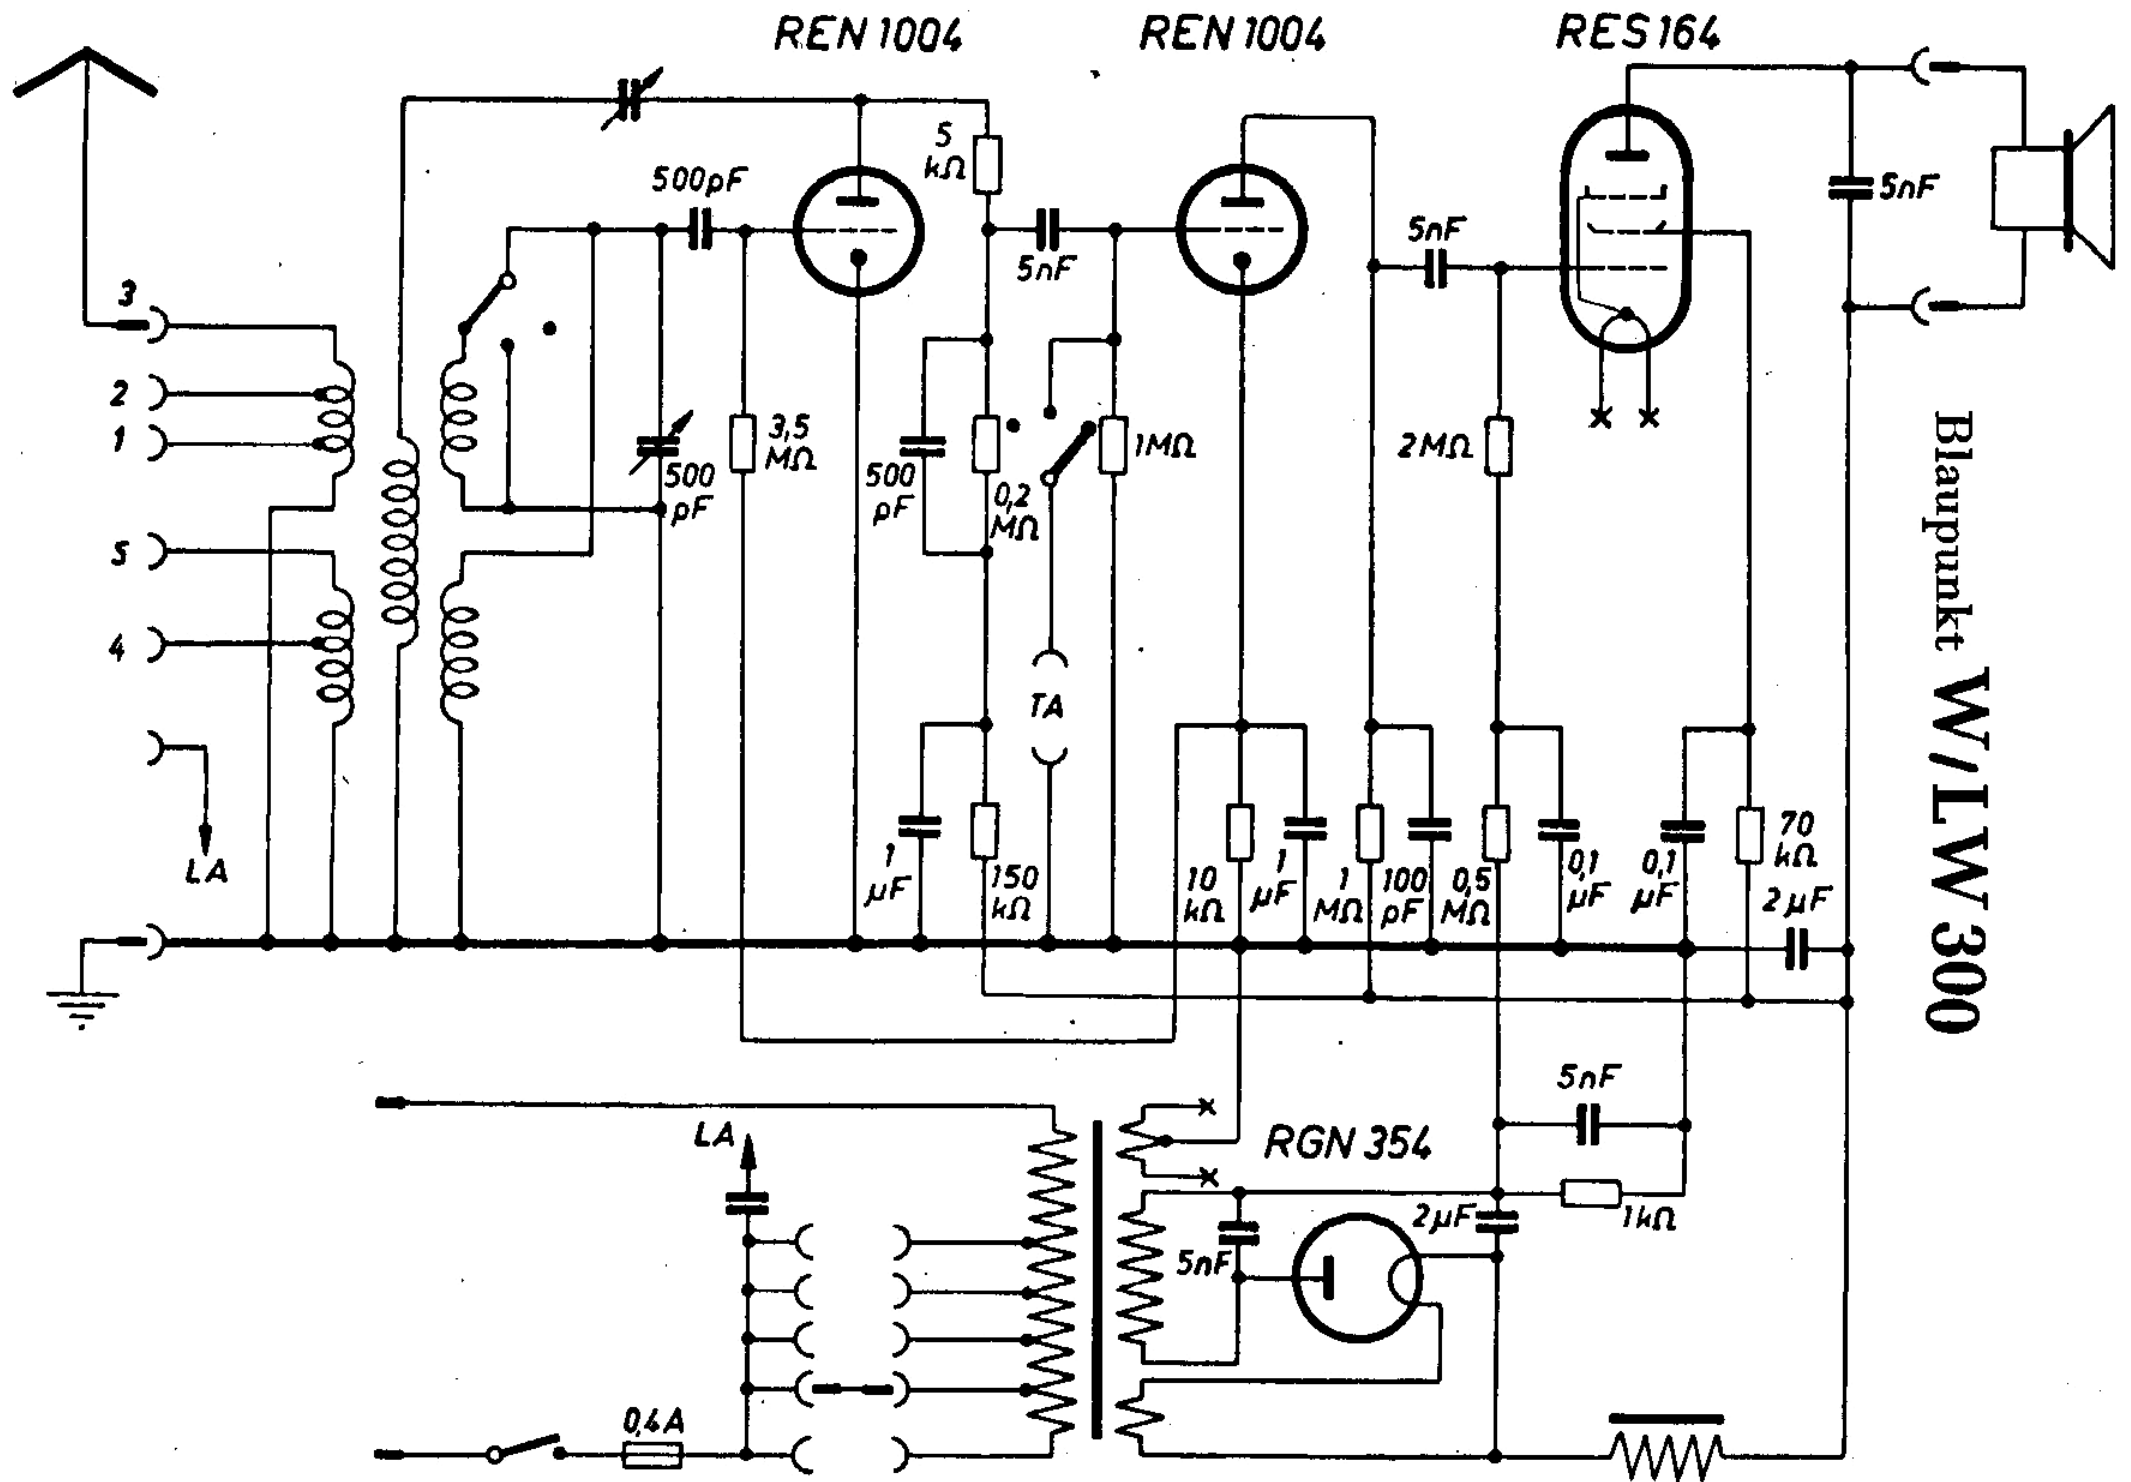 REN 1004
REN 1004
RES 164
5
kΩ
500pF
5nF
5nF
5nF
3
2
1
5
4
LA
500
pF
3,5
MΩ
500
pF
0,2
MΩ
1MΩ
2MΩ
TA
1
µF
150
kΩ
10
kΩ
1
µF
1
MΩ
100
pF
0,5
MΩ
0,1
µF
0,1
µF
70
kΩ
2µF
Blaupunkt W/LW 300
5nF
LA
RGN 354
2µF
1kΩ
5nF
0,4A